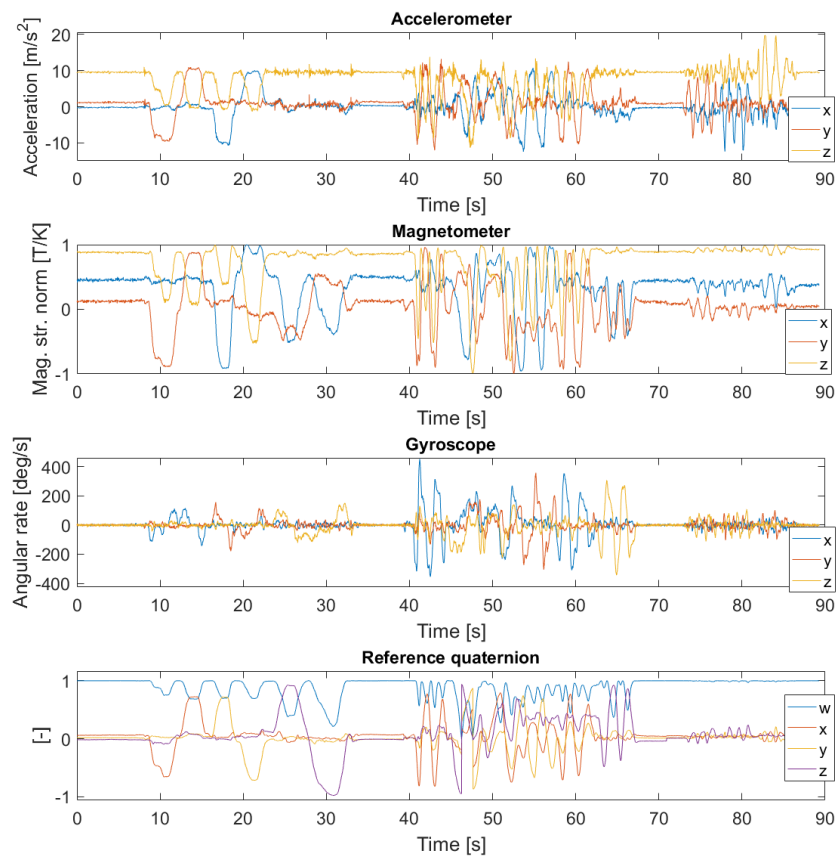 Accelerometer
Acceleration [m/s²]
20
10
0
-10
0 10 20 30 40 50 60 70 80 90
Time [s]
x
y
z
Magnetometer
Mag. str. norm [T/K]
1
0
-1
0 10 20 30 40 50 60 70 80 90
Time [s]
x
y
z
Gyroscope
Angular rate [deg/s]
400
200
0
-200
-400
0 10 20 30 40 50 60 70 80 90
Time [s]
x
y
z
Reference quaternion
[-]
1
0
-1
0 10 20 30 40 50 60 70 80 90
Time [s]
w
x
y
z